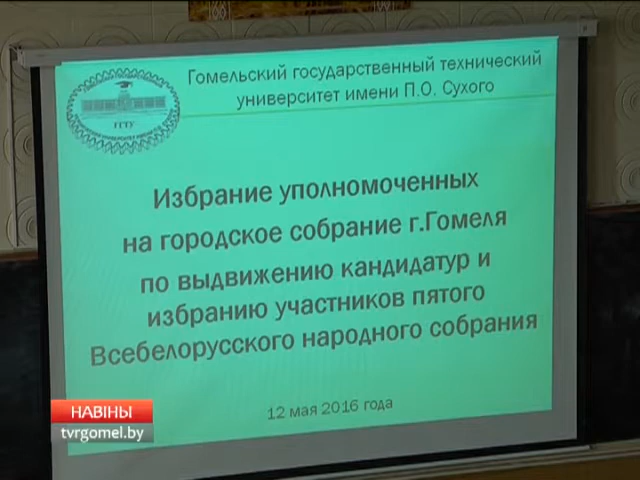 Гомельский государственный технический
университет имени П.О. Сухого
ГГТУ
Избрание уполномоченных
на городское собрание г.Гомеля
по выдвижению кандидатур и
избранию участников пятого
Всебелорусского народного собрания
12 мая 2016 года
НАВІНЫ
tvrgomel.by